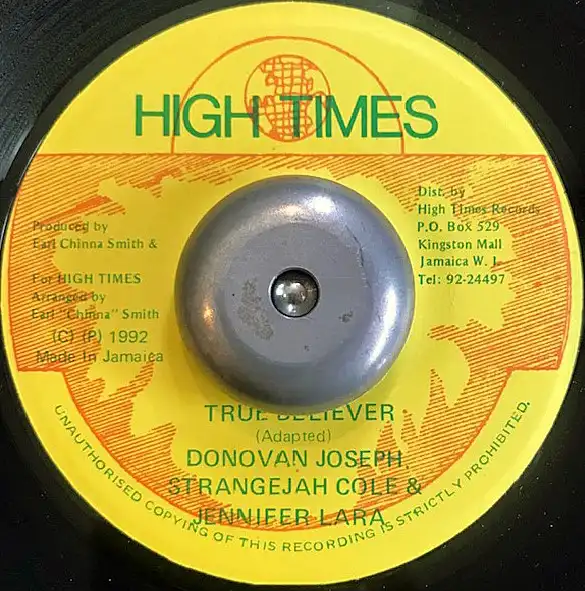 HIGH TIMES
Produced by
Earl Chinna Smith &
For HIGH TIMES
Arranged by
Earl "Chinna" Smith
(C) (P) 1992
Made In Jamaica
Dist. by
High Times Records
P.O. Box 529
Kingston Mall
Jamaica W. I.
Tel: 92-24497
TRUE BELIEVER
(Adapted)
DONOVAN JOSEPH,
STRANGEJAH COLE &
JENNIFER LARA
UNAUTHORISED COPYING OF THIS RECORDING IS STRICTLY PROHIBITED.